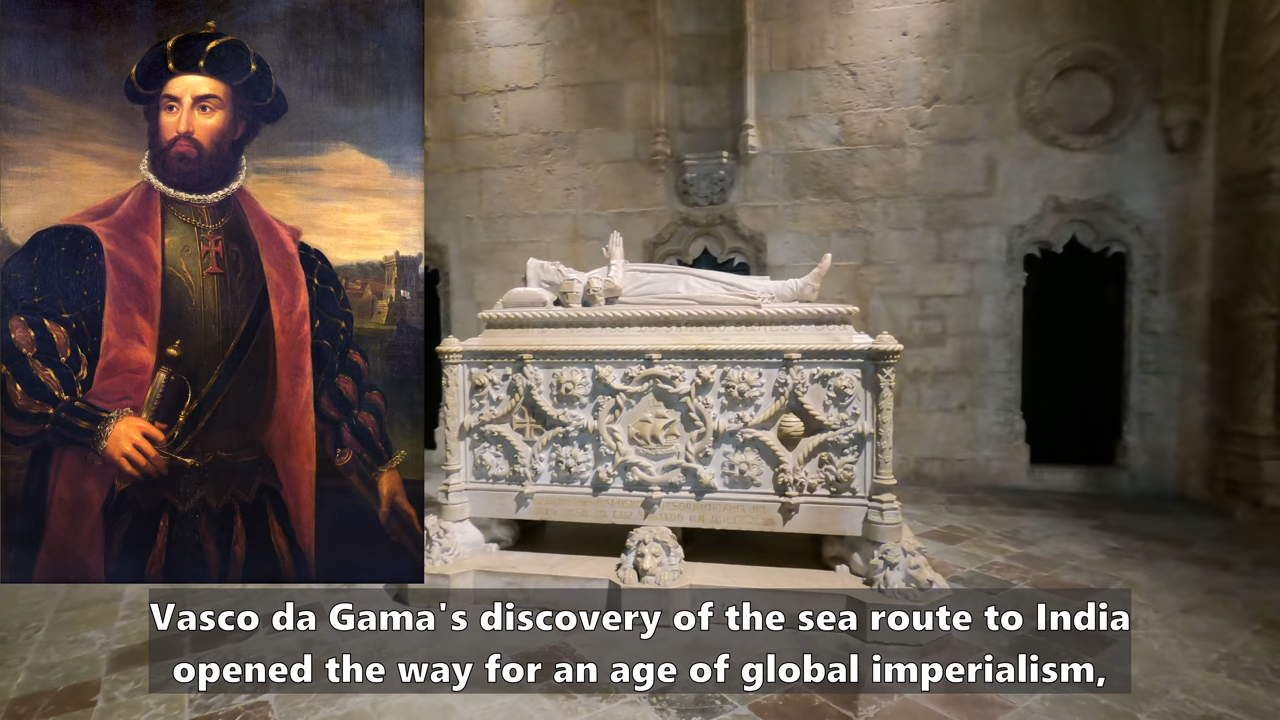 Vasco da Gama's discovery of the sea route to India
opened the way for an age of global imperialism,